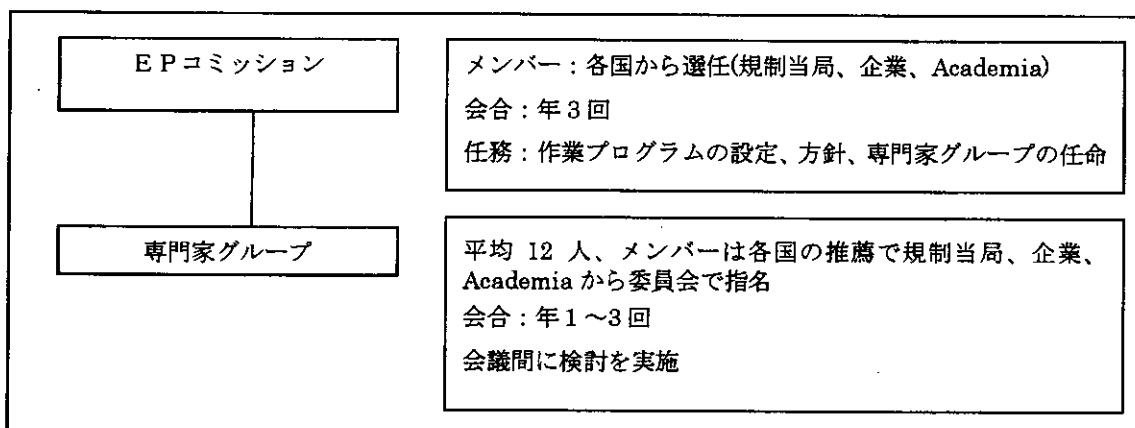 EPコミッション
メンバー：各国から選任(規制当局、企業、Academia)
会合：年3回
任務：作業プログラムの設定、方針、専門家グループの任命
専門家グループ
平均 12 人、メンバーは各国の推薦で規制当局、企業、
Academia から委員会で指名
会合：年1～3回
会議間に検討を実施